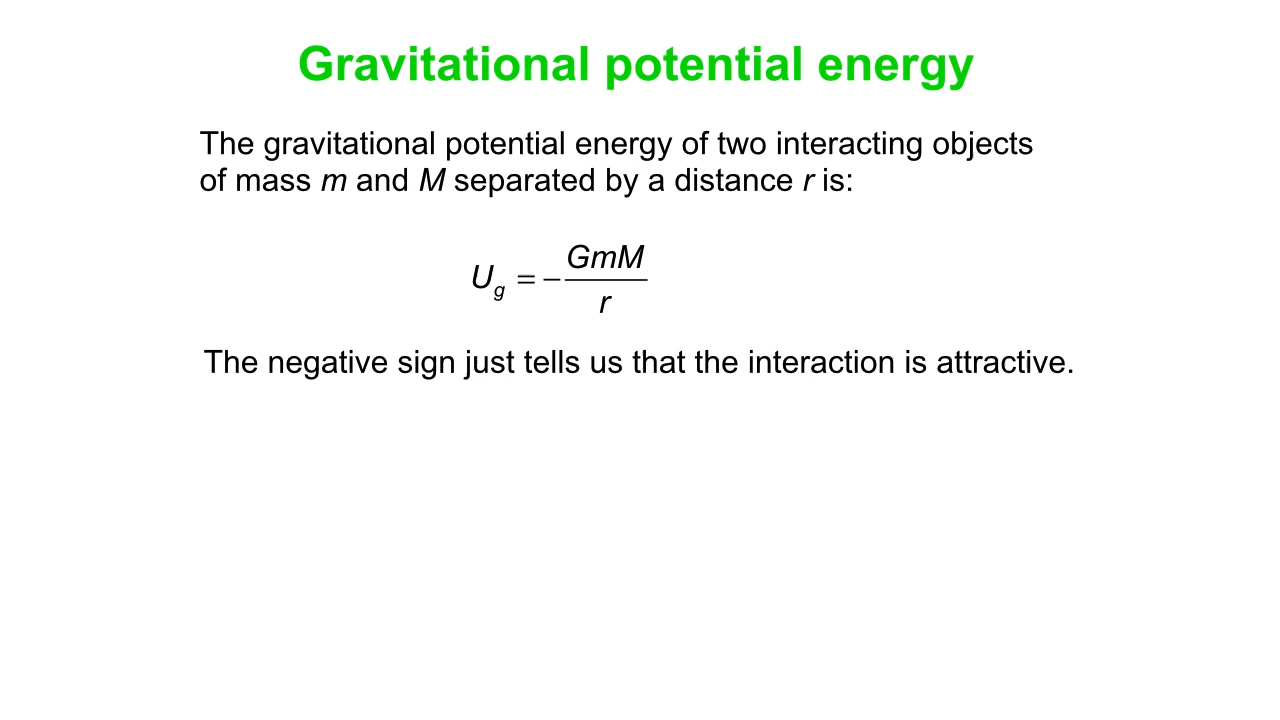 Gravitational potential energy
The gravitational potential energy of two interacting objects
of mass m and M separated by a distance r is:
U_g = −GmM/r
The negative sign just tells us that the interaction is attractive.